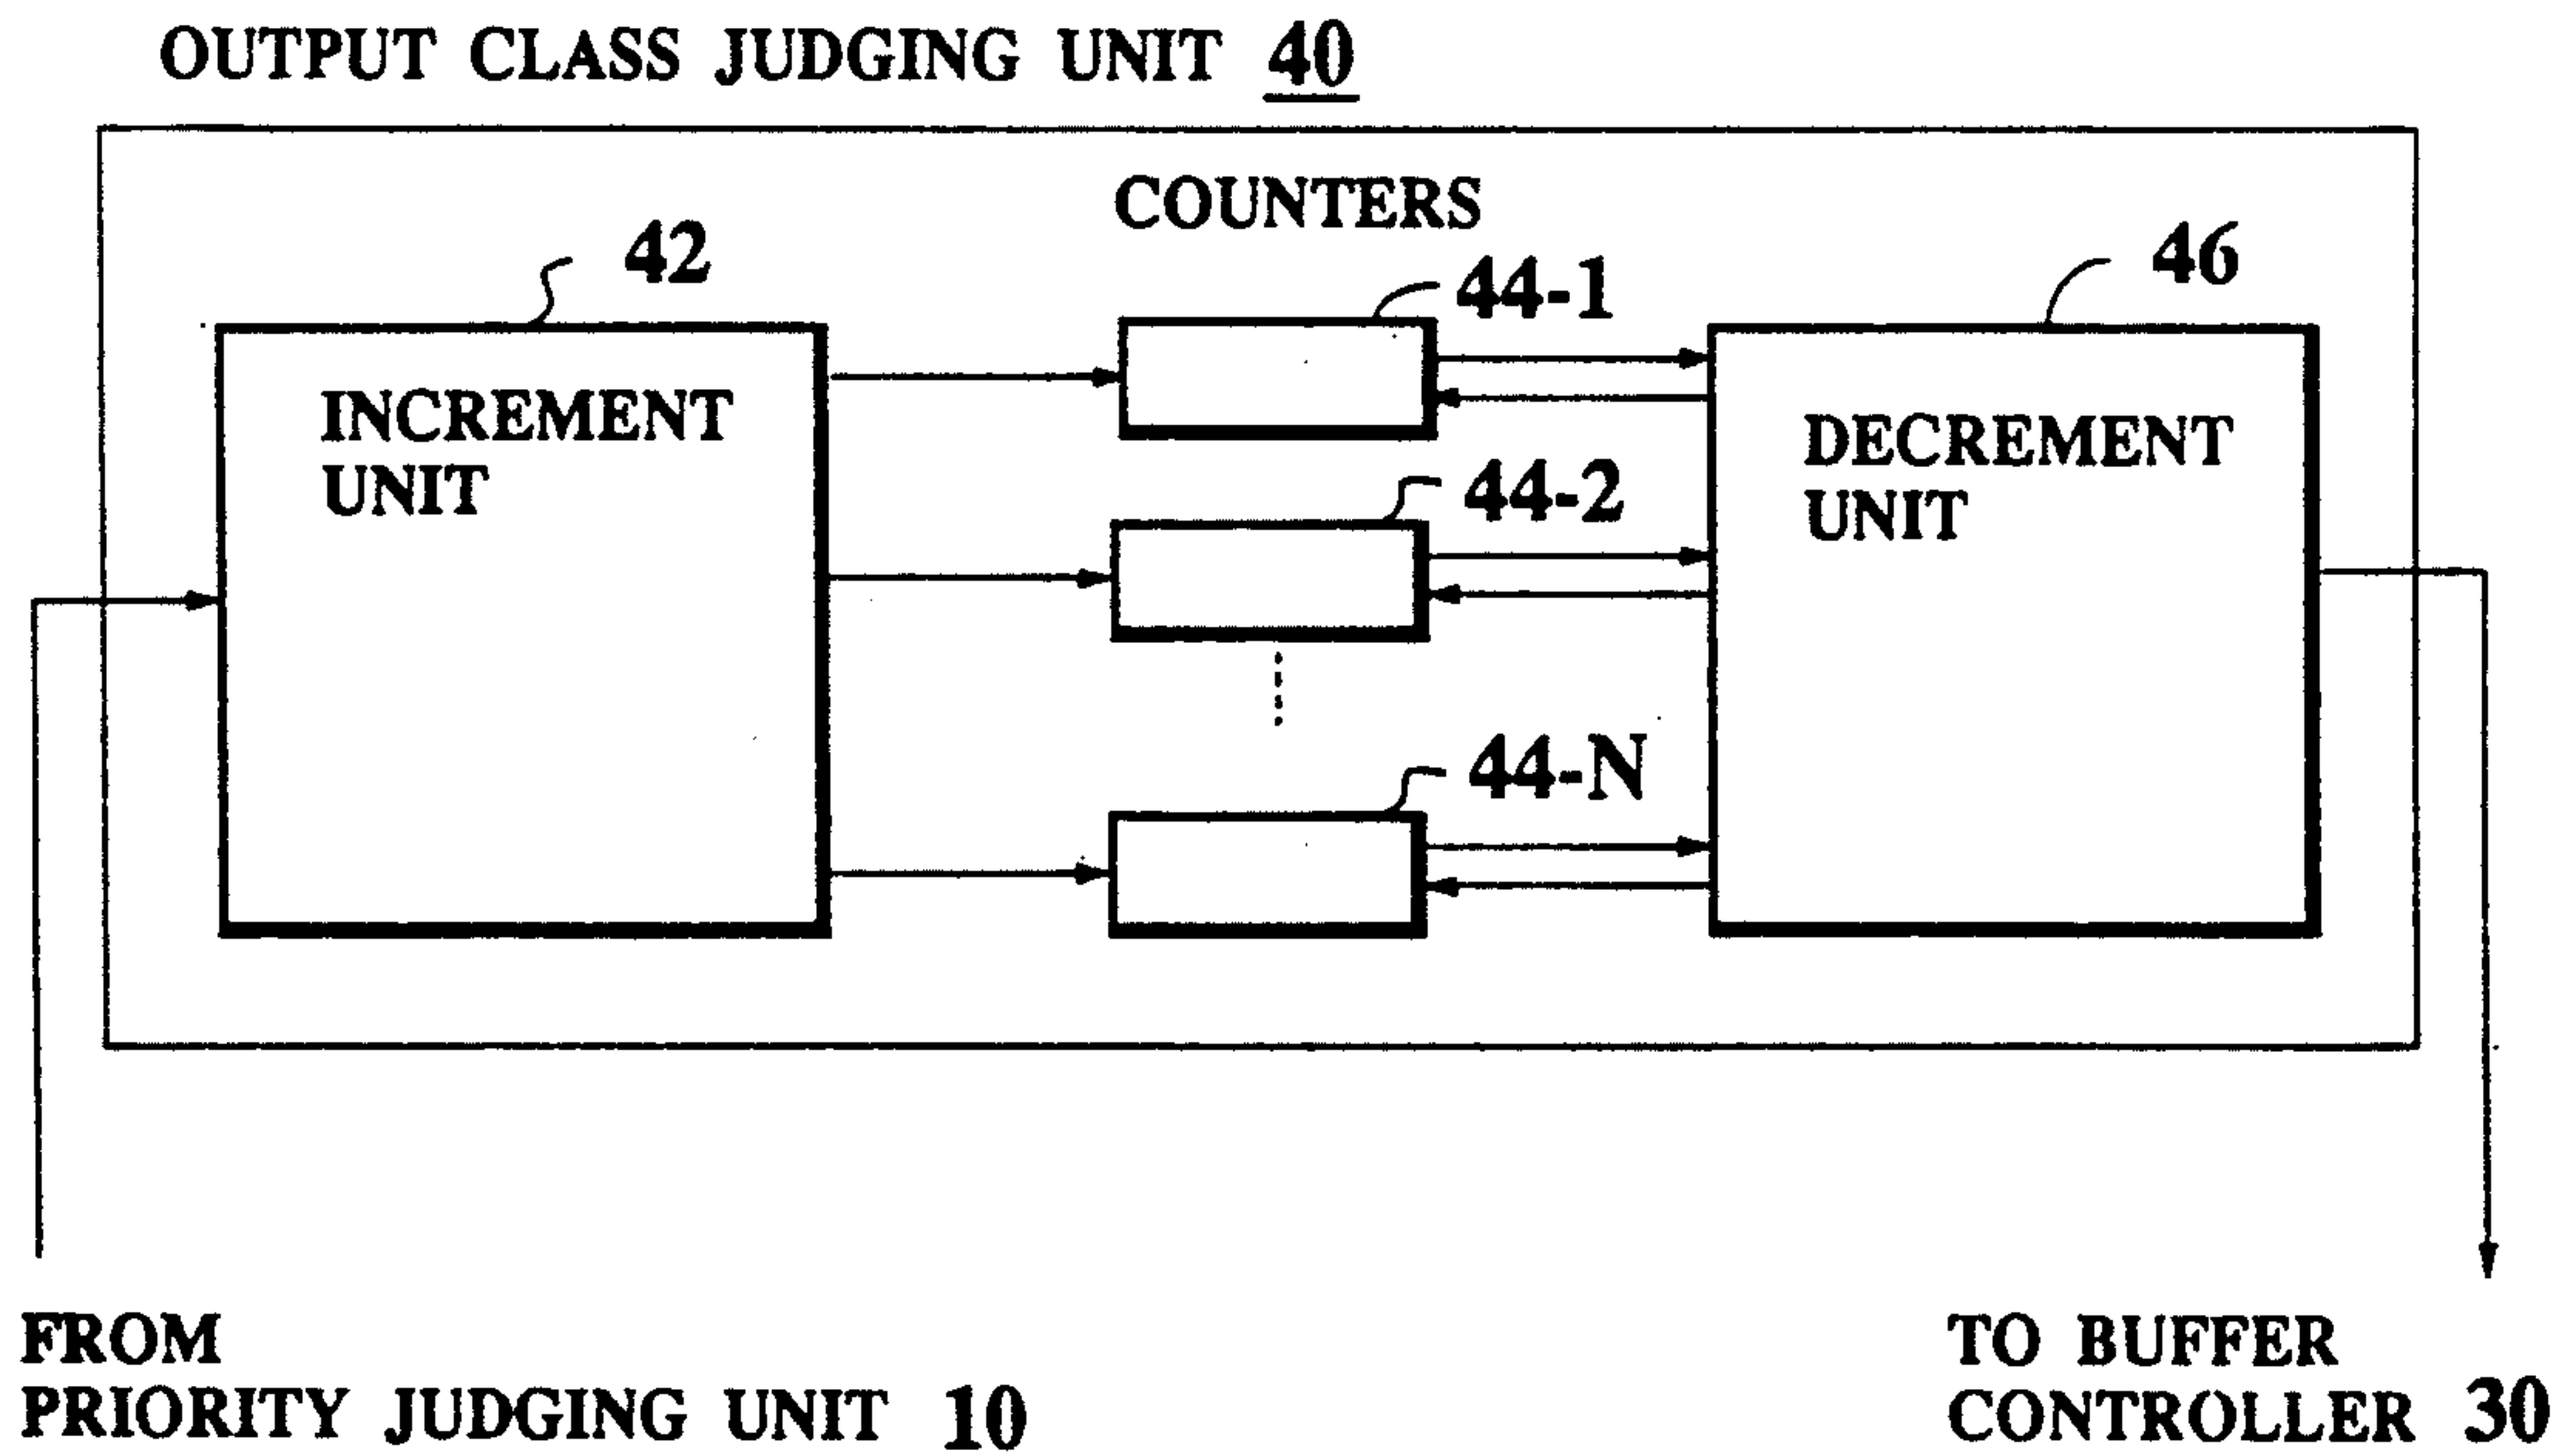 OUTPUT CLASS JUDGING UNIT 40
COUNTERS
42
44-1
46
INCREMENT
UNIT
DECREMENT
UNIT
44-2
44-N
FROM
PRIORITY JUDGING UNIT 10
TO BUFFER
CONTROLLER 30